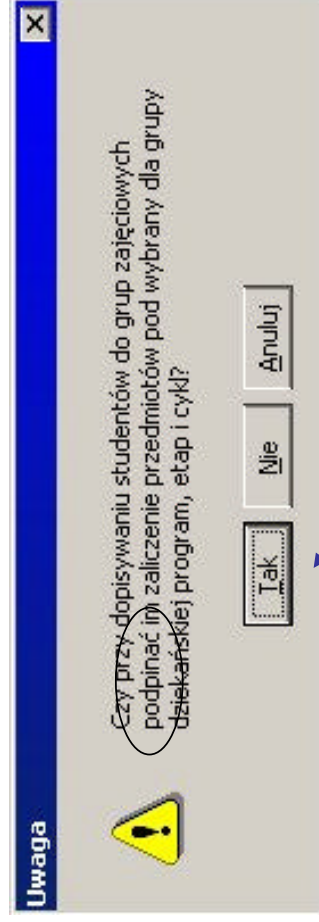 Uwaga
Czy przy dopisywaniu studentów do grup zajęciowych
podpinać im zaliczenie przedmiotów pod wybrany dla grupy
dziekańskiej program, etap i cykl?
Tak
Nie
Anuluj